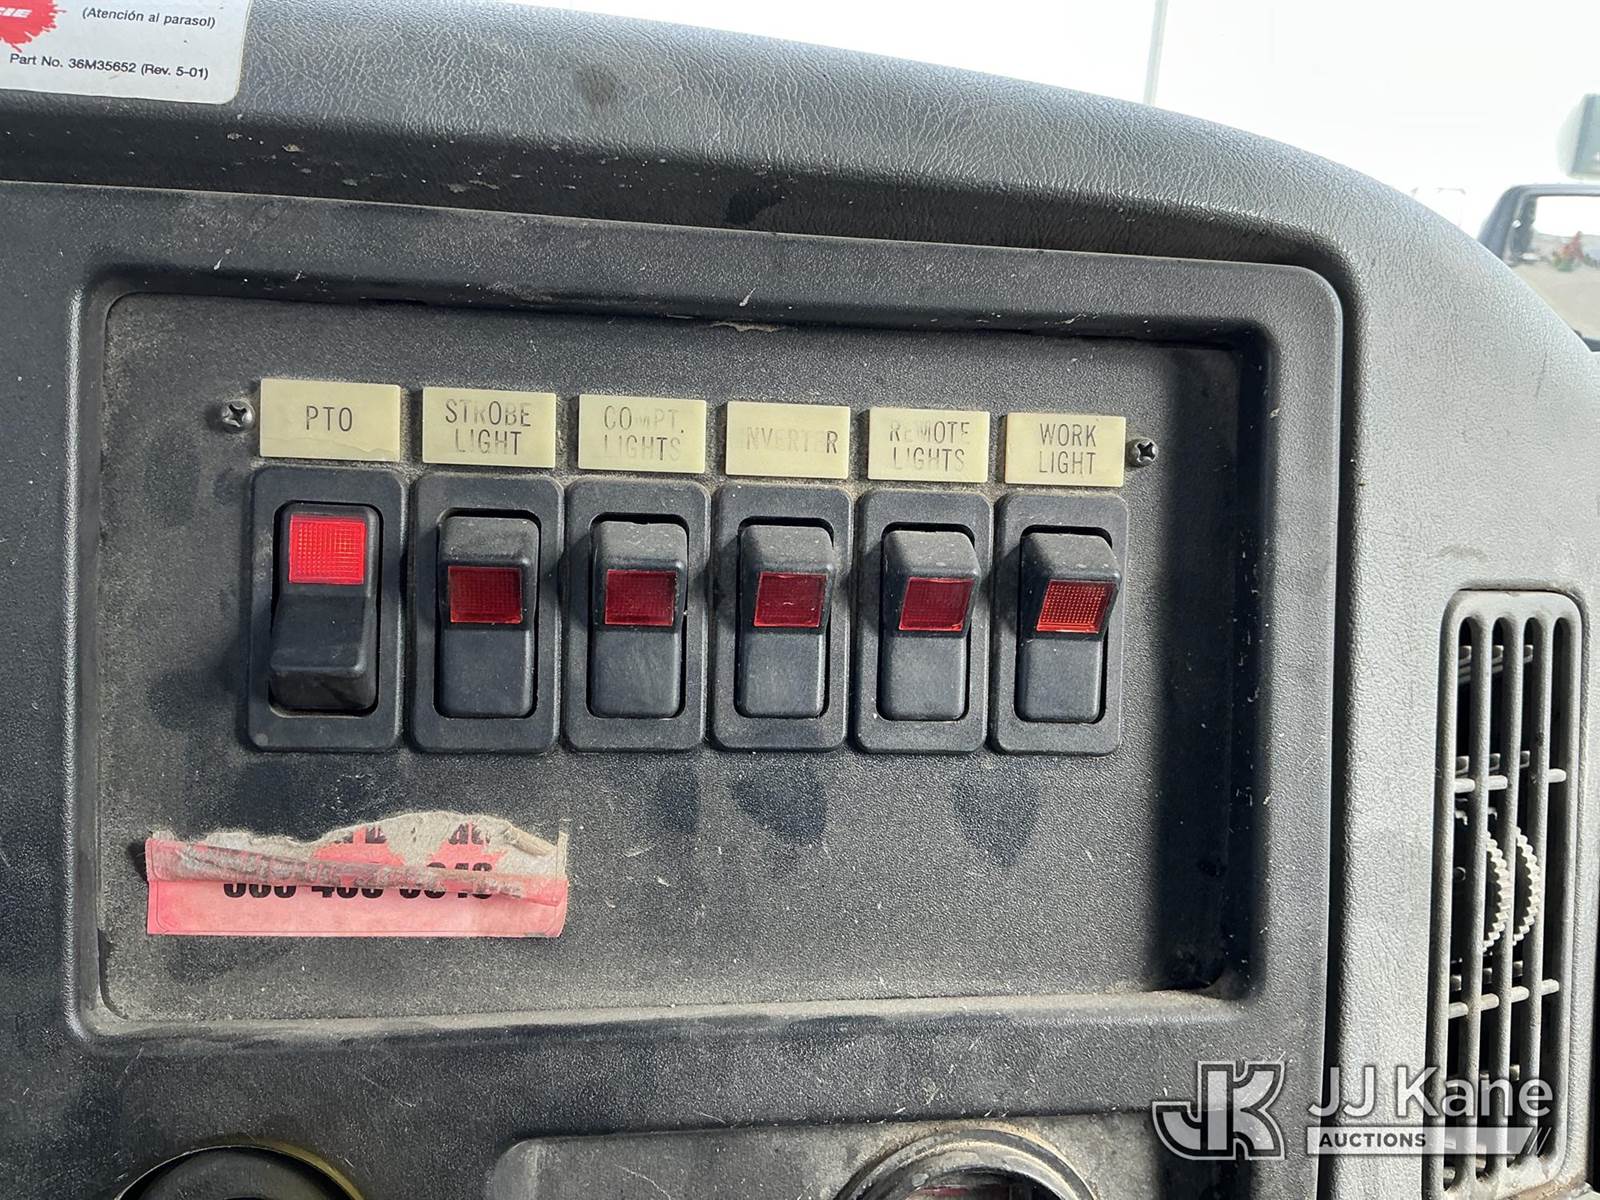 (Atención al parasol)
Part No. 36M35652 (Rev. 5-01)
PTO
STROBE
LIGHT
COMPT.
LIGHTS
INVERTER
REMOTE
LIGHTS
WORK
LIGHT
JK JJ Kane
AUCTIONS